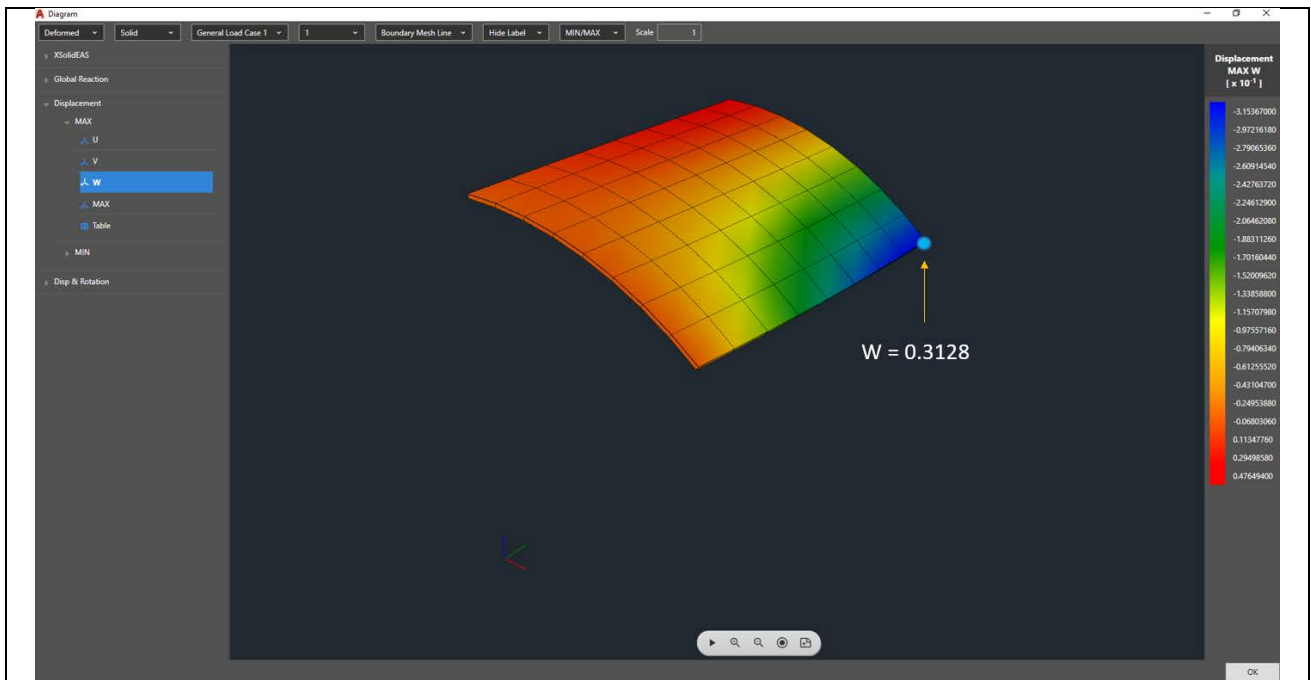 Diagram
Deformed Solid General Load Case 1 1 Boundary Mesh Line Hide Label MIN/MAX Scale 1
XSolidEAS
Global Reaction
Displacement
MAX
U
V
W
MAX
Table
MIN
Disp & Rotation
W = 0.3128
Displacement
MAX W
[ x 10⁻¹ ]
-3.15367000
-2.97216180
-2.79065360
-2.60914540
-2.42763720
-2.24612900
-2.06462080
-1.88311260
-1.70160440
-1.52009620
-1.33858800
-1.15707980
-0.97557160
-0.79406340
-0.61255520
-0.43104700
-0.24953880
-0.06803060
0.11347760
0.29498580
0.47649400
OK